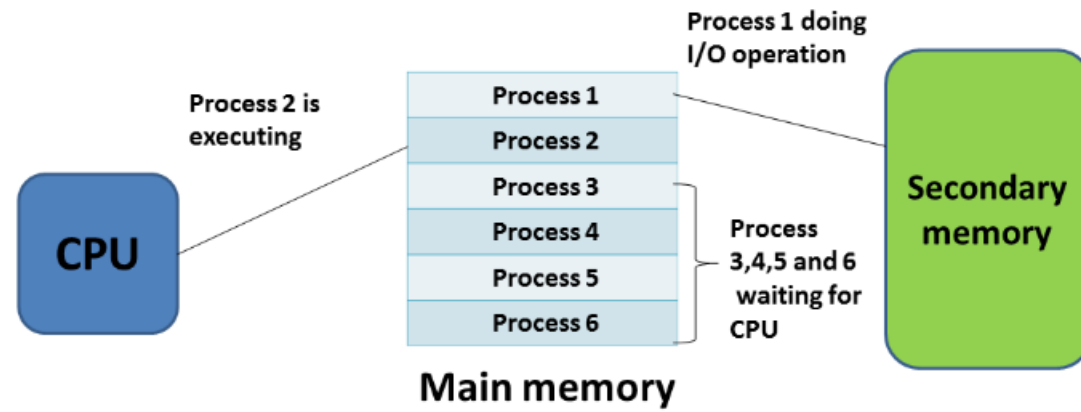 Process 1 doing
I/O operation
Process 2 is
executing
Process 1
Process 2
Process 3
Process 4
Process 5
Process 6
CPU
Process
3,4,5 and 6
waiting for
CPU
Secondary
memory
Main memory